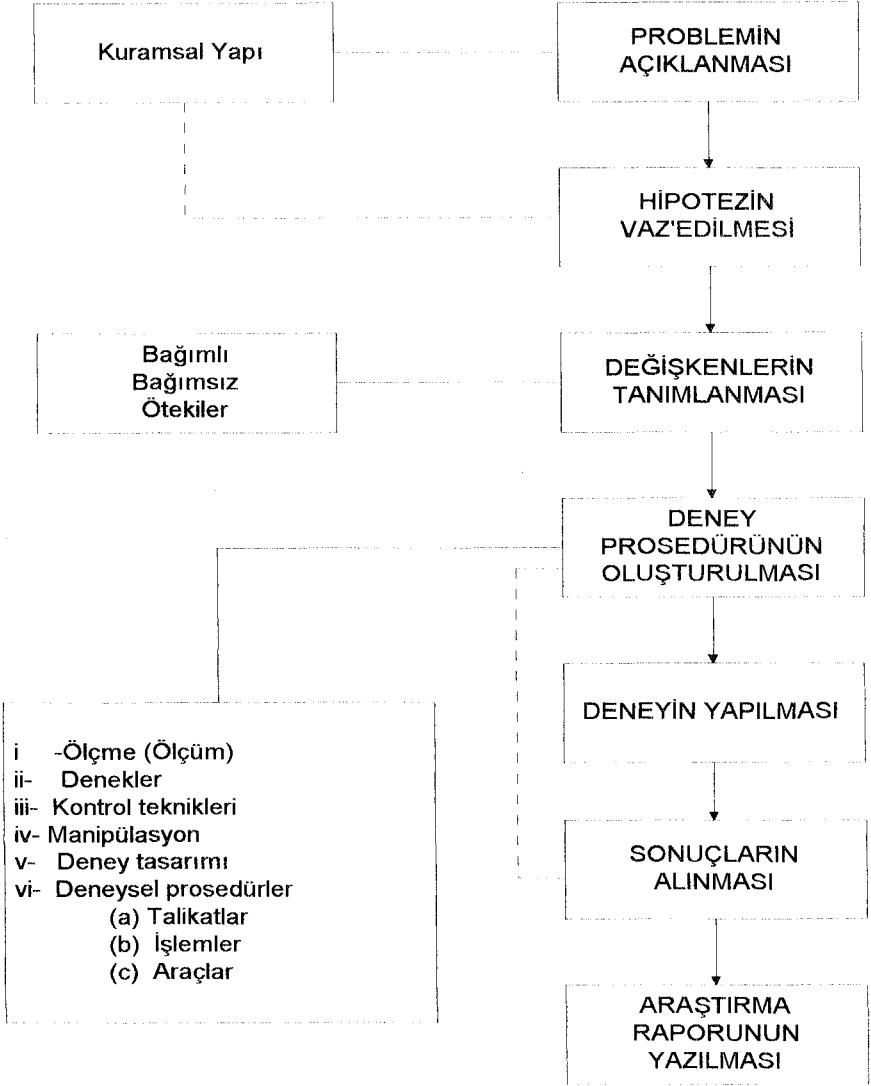 Kuramsal Yapı
PROBLEMİN
AÇIKLANMASI
HİPOTEZİN
VAZ'EDİLMESİ
Bağımlı
Bağımsız
Ötekiler
DEĞİŞKENLERİN
TANIMLANMASI
DENEY
PROSEDÜRÜNÜN
OLUŞTURULMASI
DENEYİN YAPILMASI
i -Ölçme (Ölçüm)
ii- Denekler
iii- Kontrol teknikleri
iv- Manipülasyon
v- Deney tasarımı
vi- Deneysel prosedürler
(a) Talikatlar
(b) İşlemler
(c) Araçlar
SONUÇLARIN
ALINMASI
ARAŞTIRMA
RAPORUNUN
YAZILMASI